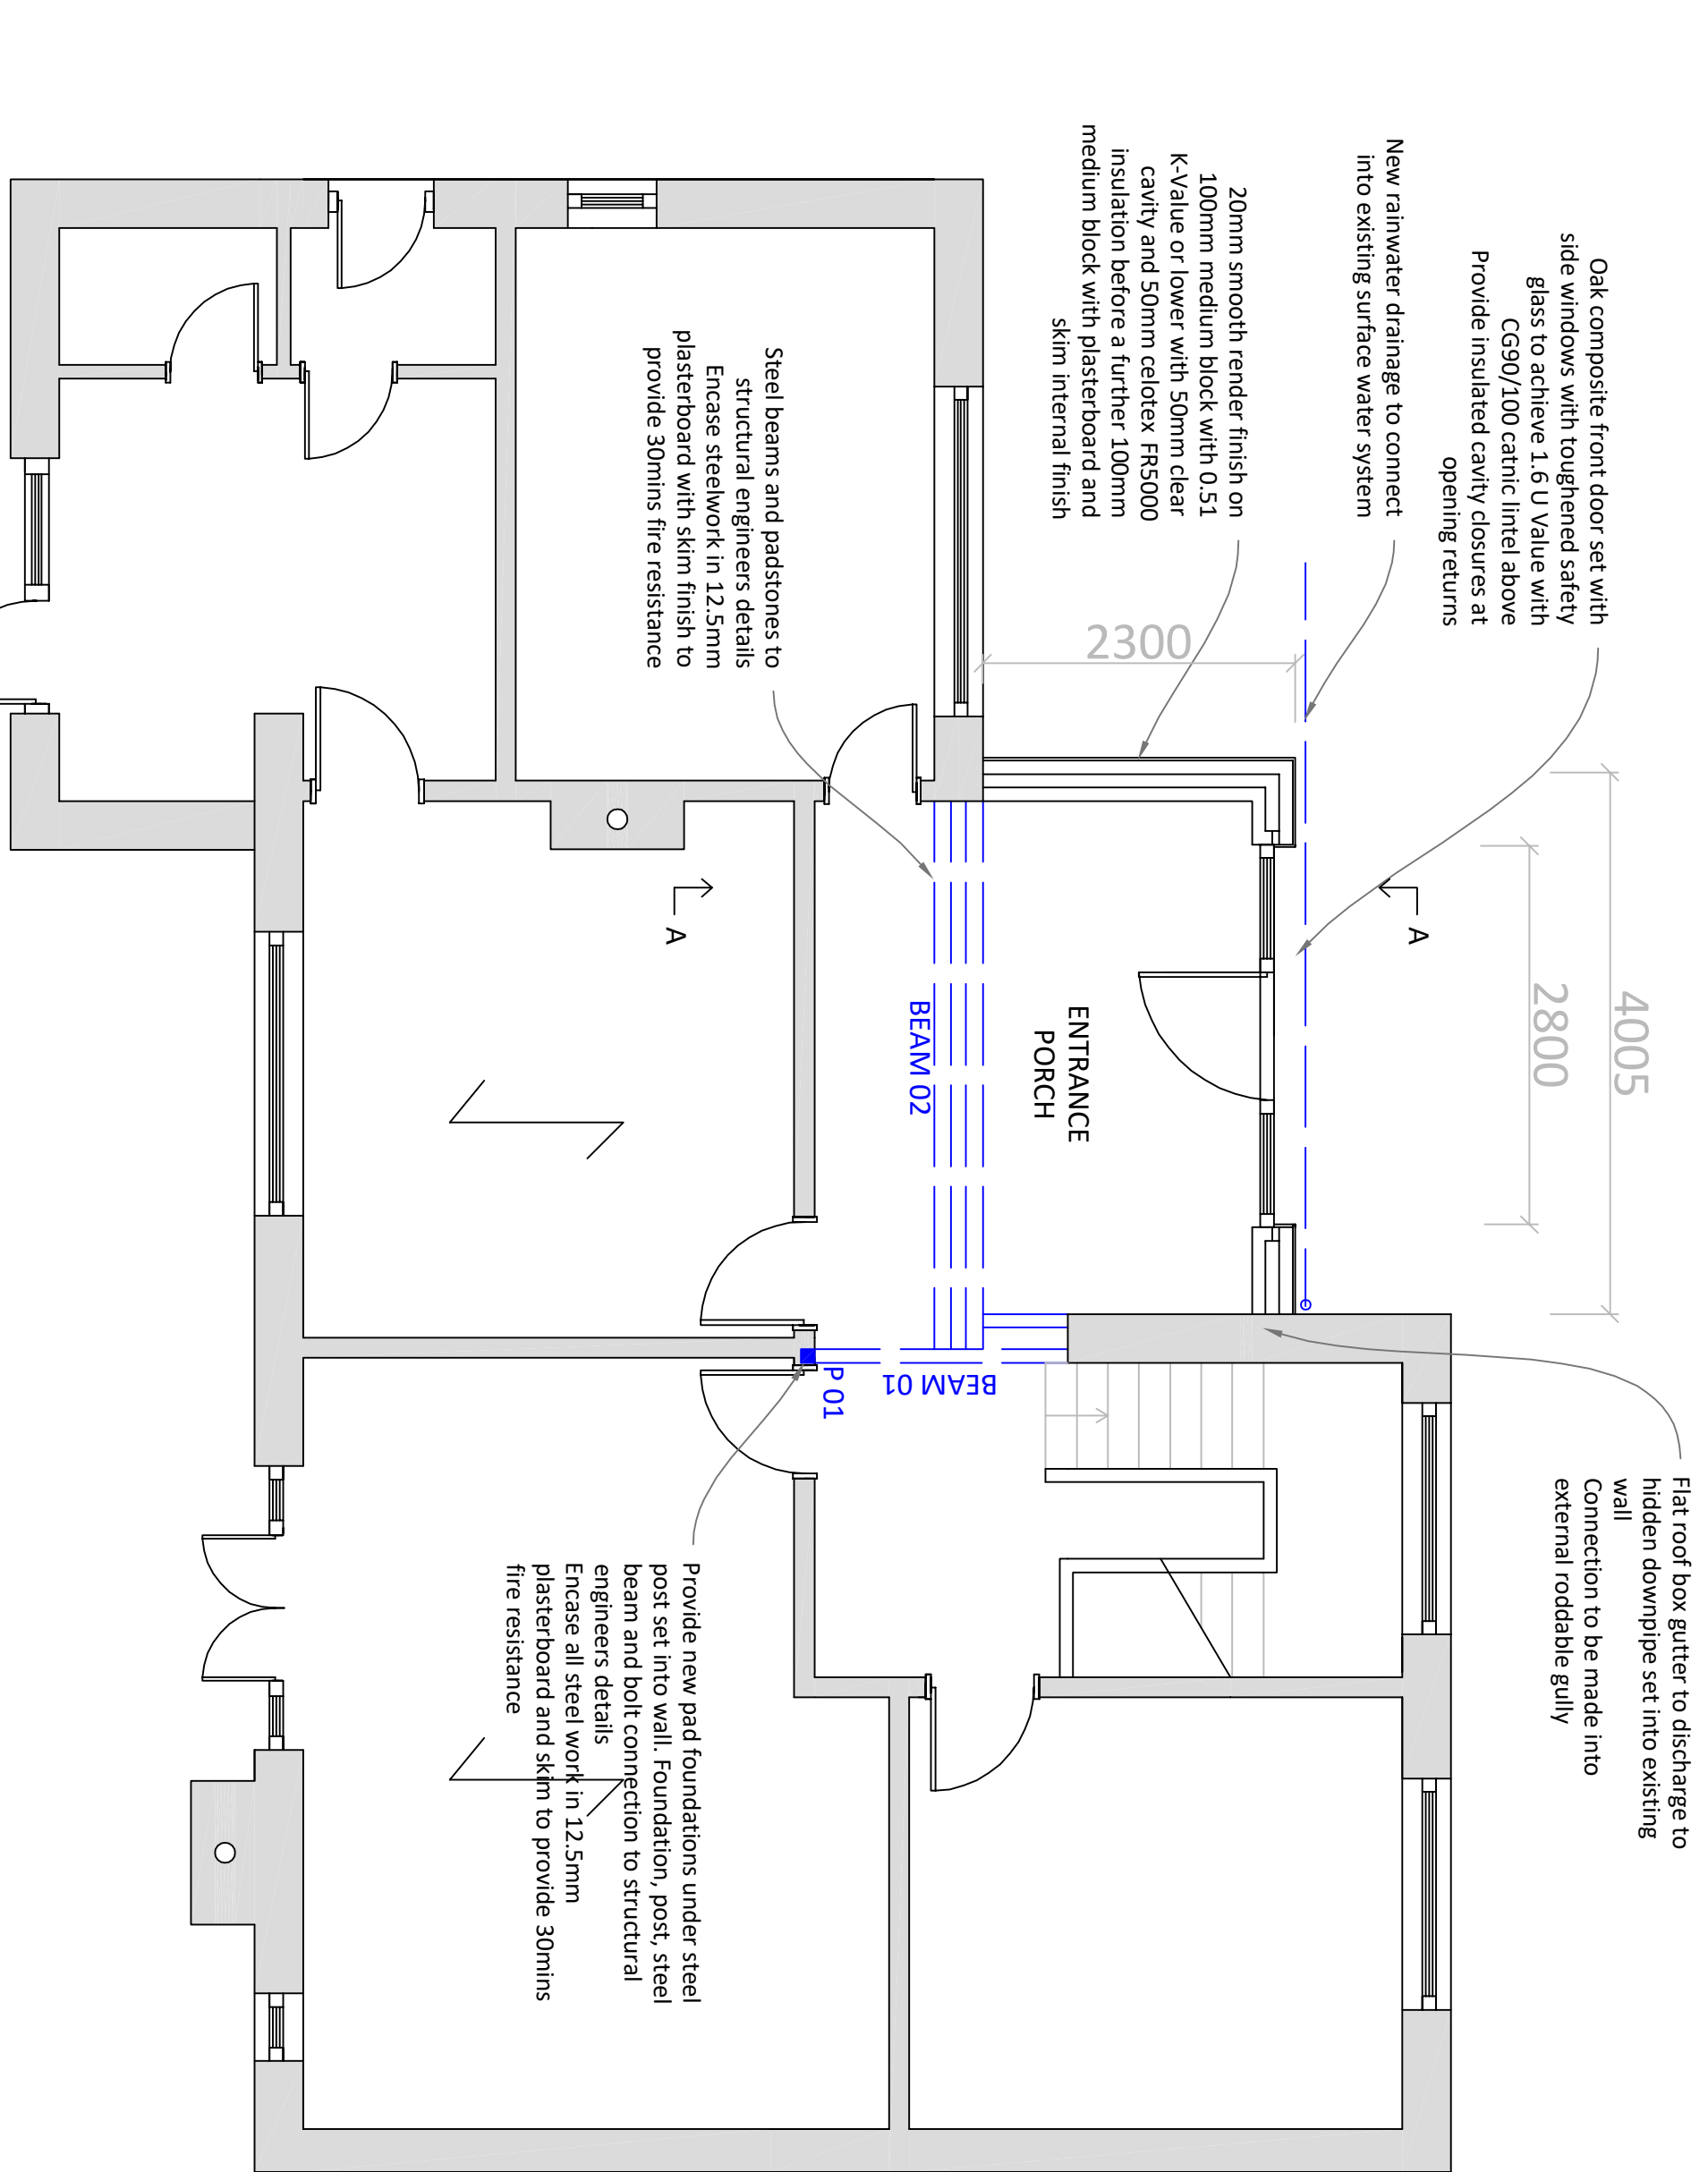 Oak composite front door set with
side windows with toughened safety
glass to achieve 1.6 U Value with
CG90/100 catnic lintel above
Provide insulated cavity closures at
opening returns
New rainwater drainage to connect
into existing surface water system
20mm smooth render finish on
100mm medium block with 0.51
K-Value or lower with 50mm clear
cavity and 50mm celotex FR5000
insulation before a further 100mm
medium block with plasterboard and
skim internal finish
Steel beams and padstones to
structural engineers details
Encase steelwork in 12.5mm
plasterboard with skim finish to
provide 30mins fire resistance
2300
4005
2800
A
A
ENTRANCE
PORCH
BEAM 02
BEAM 01
P 01
Flat roof box gutter to discharge to
hidden downpipe set into existing
wall
Connection to be made into
external roddable gully
Provide new pad foundations under steel
post set into wall. Foundation, post, steel
beam and bolt connection to structural
engineers details
Encase all steel work in 12.5mm
plasterboard and skim to provide 30mins
fire resistance